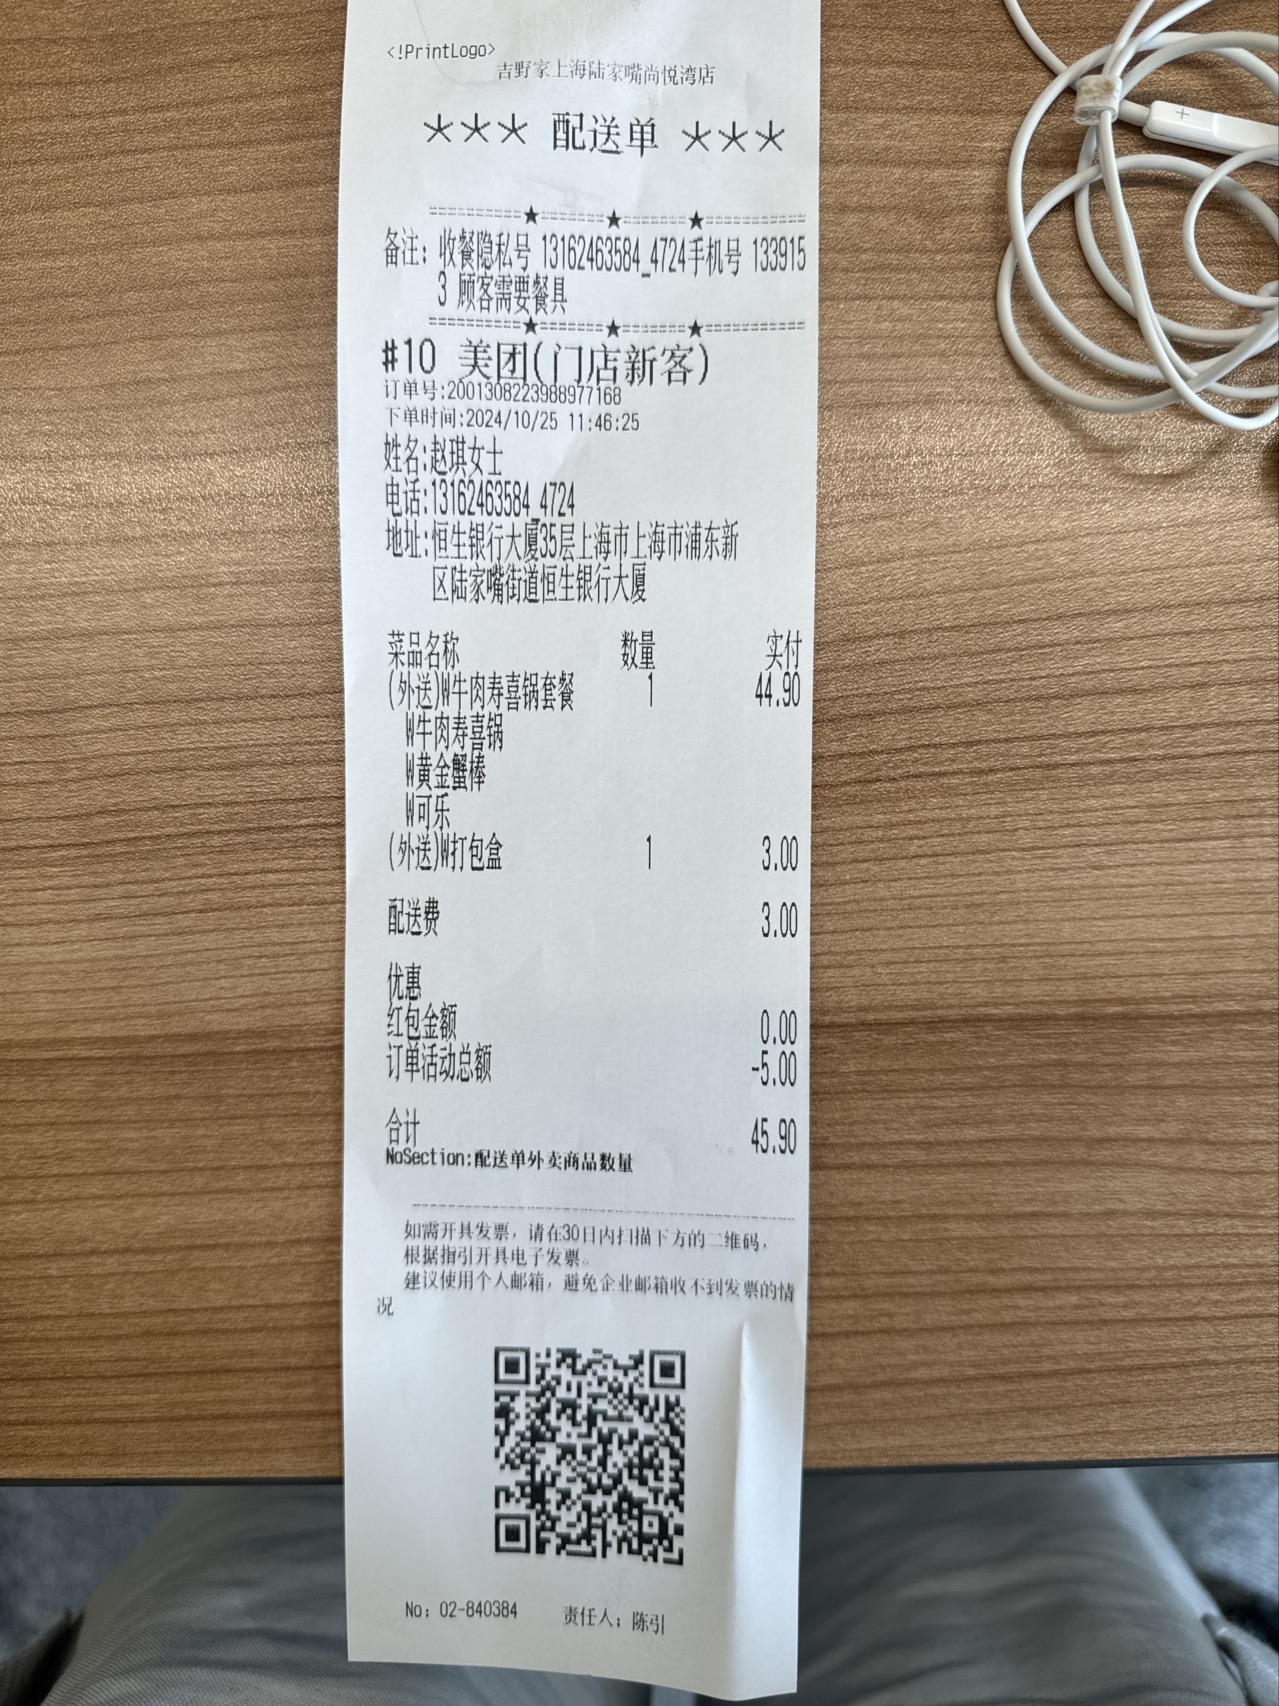 <!PrintLogo>
吉野家上海陆家嘴尚悦湾店
*** 配送单 ***
备注: 收餐隐私号 13162463584_4724手机号 133915
3 顾客需要餐具
#10 美团(门店新客)
订单号:2001308223988977168
下单时间:2024/10/25 11:46:25
姓名:赵琪女士
电话:13162463584_4724
地址:恒生银行大厦35层上海市上海市浦东新
区陆家嘴街道恒生银行大厦
菜品名称 数量 实付
(外送)W牛肉寿喜锅套餐 1 44.90
W牛肉寿喜锅
W黄金蟹棒
W可乐
(外送)W打包盒 1 3.00
配送费 3.00
优惠
红包金额 0.00
订单活动总额 -5.00
合计 45.90
NoSection:配送单外卖商品数量
如需开具发票，请在30日内扫描下方的二维码，
根据指引开具电子发票。
建议使用个人邮箱，避免企业邮箱收不到发票的情
况
No: 02-840384 责任人: 陈引